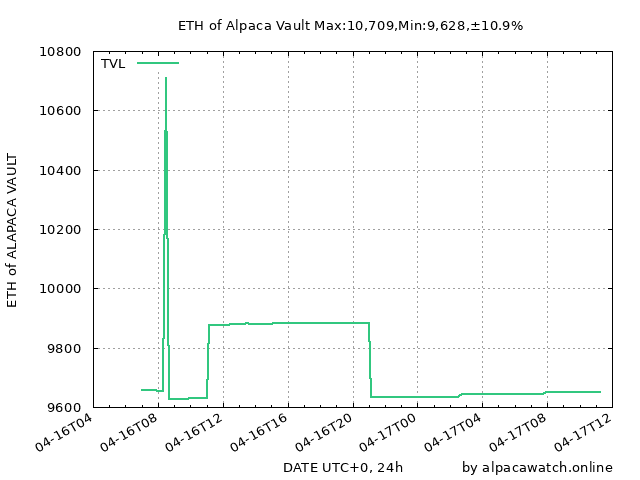 ETH of Alpaca Vault Max:10,709,Min:9,628,±10.9%
TVL
10800
10600
10400
10200
10000
9800
9600
ETH of ALAPACA VAULT
04-16T04
04-16T08
04-16T12
04-16T16
04-16T20
04-17T00
04-17T04
04-17T08
04-17T12
DATE UTC+0, 24h
by alpacawatch.online